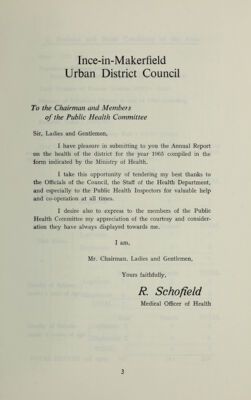 Ince-in-Makerfield
Urban District Council
To the Chairman and Members
of the Public Health Committee
Sir, Ladies and Gentlemen,
I have pleasure in submitting to you the Annual Report
on the health of the district for the year 1965 compiled in the
form indicated by the Ministry of Health.
I take this opportunity of tendering my best thanks to
the Officials of the Council, the Staff of the Health Department,
and especially to the Public Health Inspectors for valuable help
and co-operation at all times.
I desire also to express to the members of the Public
Health Committee my appreciation of the courtesy and consider-
ation they have always displayed towards me.
I am,
Mr. Chairman, Ladies and Gentlemen,
Yours faithfully,
R. Schofield
Medical Officer of Health
3